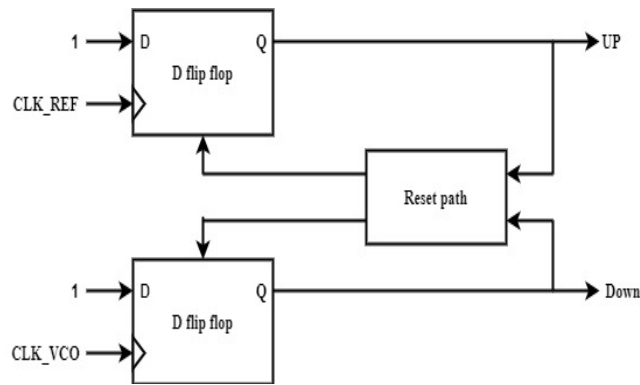 1
D
Q
UP
D flip flop
CLK_REF
Reset path
1
D
Q
Down
D flip flop
CLK_VCO